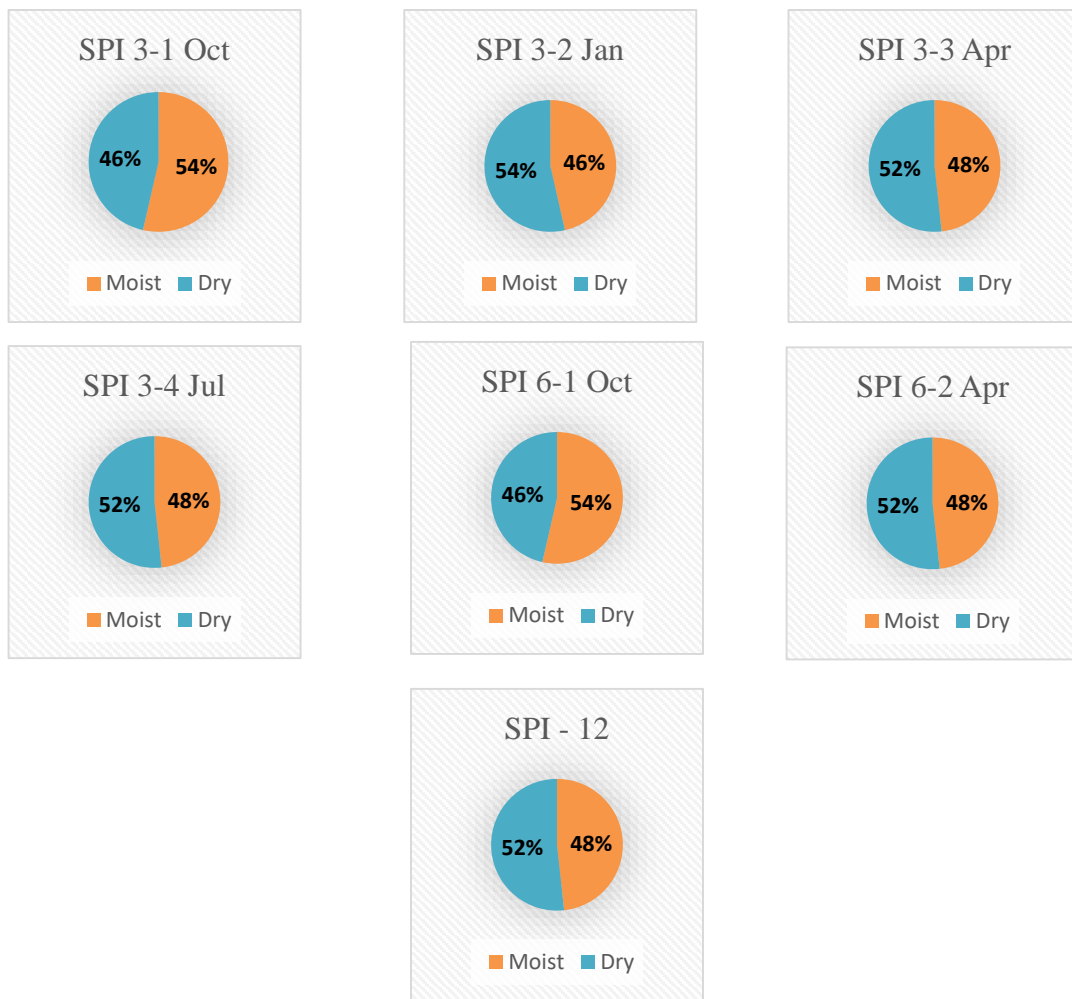 SPI 3-1 Oct
46% 54%
Moist Dry
SPI 3-2 Jan
54% 46%
Moist Dry
SPI 3-3 Apr
52% 48%
Moist Dry
SPI 3-4 Jul
52% 48%
Moist Dry
SPI 6-1 Oct
46% 54%
Moist Dry
SPI 6-2 Apr
52% 48%
Moist Dry
SPI - 12
52% 48%
Moist Dry